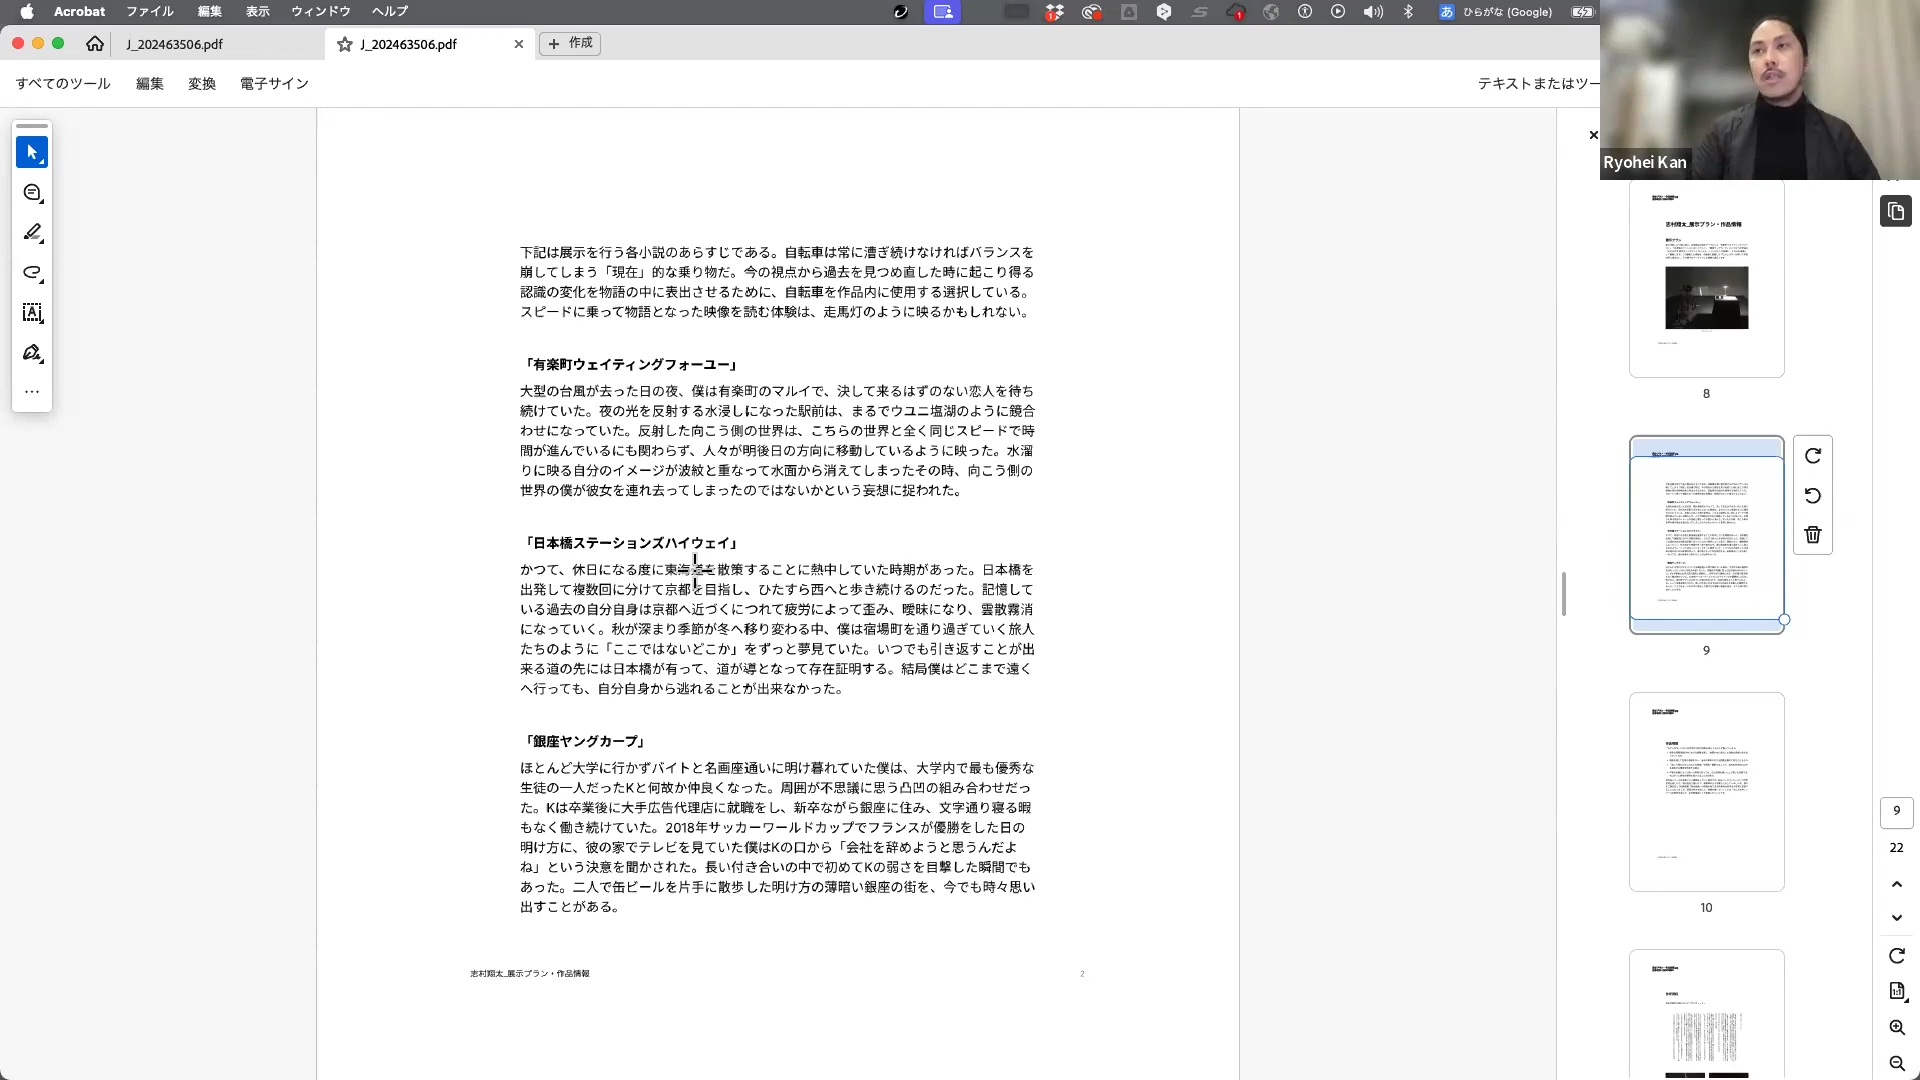 Acrobat ファイル 編集 表示 ウィンドウ ヘルプ
あ ひらがな (Google)
J_202463506.pdf
J_202463506.pdf
作成
すべてのツール 編集 変換 電子サイン
テキストまたはツー
Ryohei Kan
下記は展示を行う各小説のあらすじである。自転車は常に漕ぎ続けなければバランスを
崩してしまう「現在」的な乗り物だ。今の視点から過去を見つめ直した時に起こり得る
認識の変化を物語の中に表出させるために、自転車を作品内に使用する選択している。
スピードに乗って物語となった映像を読む体験は、走馬灯のように映るかもしれない。
「有楽町ウェイティングフォーユー」
大型の台風が去った日の夜、僕は有楽町のマルイで、決して来るはずのない恋人を待ち
続けていた。夜の光を反射する水浸しになった駅前は、まるでウユニ塩湖のように鏡合
わせになっていた。反射した向こう側の世界は、こちらの世界と全く同じスピードで時
間が進んでいるにも関わらず、人々が明後日の方向に移動しているように映った。水溜
りに映る自分のイメージが波紋と重なって水面から消えてしまったその時、向こう側の
世界の僕が彼女を連れ去ってしまったのではないかという妄想に捉われた。
「日本橋ステーションズハイウェイ」
かつて、休日になる度に東海道を散策することに熱中していた時期があった。日本橋を
出発して複数回に分けて京都を目指し、ひたすら西へと歩き続けるのだった。記憶して
いる過去の自分自身は京都へ近づくにつれて疲労によって歪み、曖昧になり、雲散霧消
になっていく。秋が深まり季節が冬へ移り変わる中、僕は宿場町を通り過ぎていく旅人
たちのように「ここではないどこか」をずっと夢見ていた。いつでも引き返すことが出
来る道の先には日本橋が有って、道が導となって存在証明する。結局僕はどこまで遠く
へ行っても、自分自身から逃れることが出来なかった。
「銀座ヤングカープ」
ほとんど大学に行かずバイトと名画座通いに明け暮れていた僕は、大学内で最も優秀な
生徒の一人だったKと何故か仲良くなった。周囲が不思議に思う凸凹の組み合わせだっ
た。Kは卒業後に大手広告代理店に就職をし、新卒ながら銀座に住み、文字通り寝る暇
もなく働き続けていた。2018年サッカーワールドカップでフランスが優勝をした日の
明け方に、彼の家でテレビを見ていた僕はKの口から「会社を辞めようと思うんだよ
ね」という決意を聞かされた。長い付き合いの中で初めてKの弱さを目撃した瞬間でも
あった。二人で缶ビールを片手に散歩した明け方の薄暗い銀座の街を、今でも時々思い
出すことがある。
志村翔太_展示プラン・作品情報
2
志村翔太_展示プラン・作品情報
8
9
10
9
22